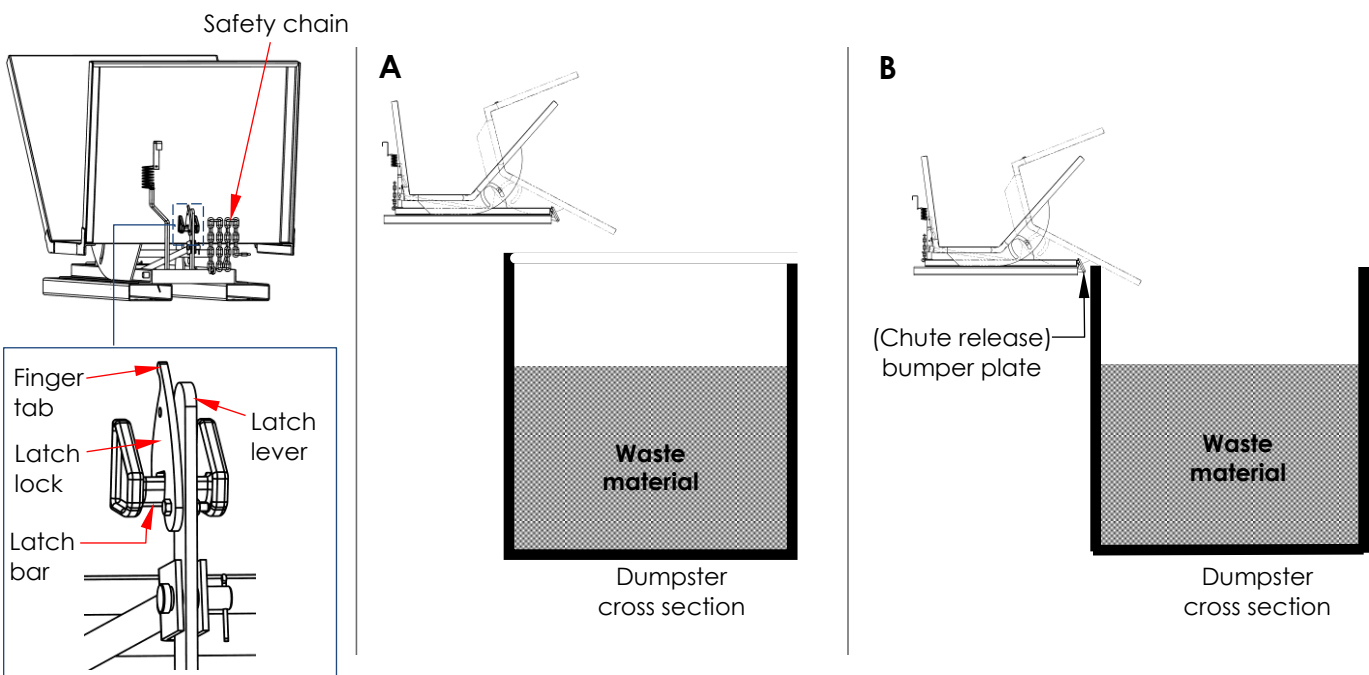 Safety chain
Finger
tab
Latch
lever
Latch
lock
Latch
bar
A
Waste
material
Dumpster
cross section
B
(Chute release)
bumper plate
Waste
material
Dumpster
cross section